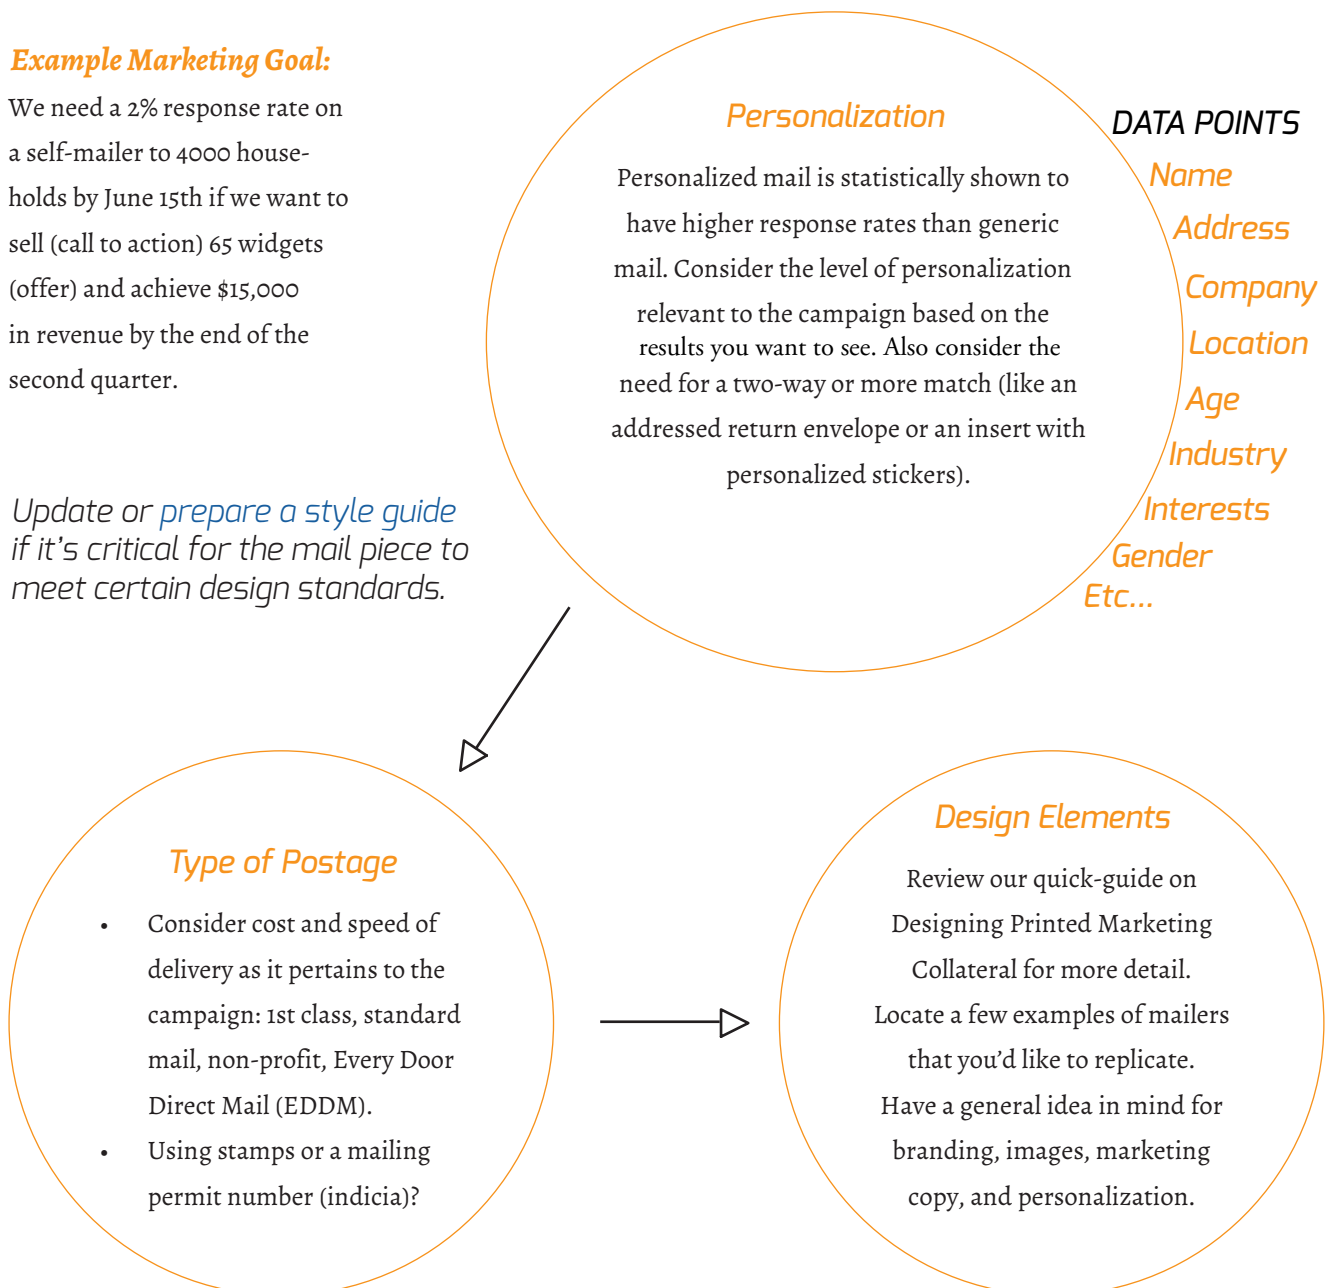 Example Marketing Goal:
We need a 2% response rate on
a self-mailer to 4000 house-
holds by June 15th if we want to
sell (call to action) 65 widgets
(offer) and achieve $15,000
in revenue by the end of the
second quarter.
Update or prepare a style guide
if it’s critical for the mail piece to
meet certain design standards.
Personalization
Personalized mail is statistically shown to
have higher response rates than generic
mail. Consider the level of personalization
relevant to the campaign based on the
results you want to see. Also consider the
need for a two-way or more match (like an
addressed return envelope or an insert with
personalized stickers).
DATA POINTS
Name
Address
Company
Location
Age
Industry
Interests
Gender
Etc...
Type of Postage
• Consider cost and speed of
delivery as it pertains to the
campaign: 1st class, standard
mail, non-profit, Every Door
Direct Mail (EDDM).
• Using stamps or a mailing
permit number (indicia)?
Design Elements
Review our quick-guide on
Designing Printed Marketing
Collateral for more detail.
Locate a few examples of mailers
that you’d like to replicate.
Have a general idea in mind for
branding, images, marketing
copy, and personalization.